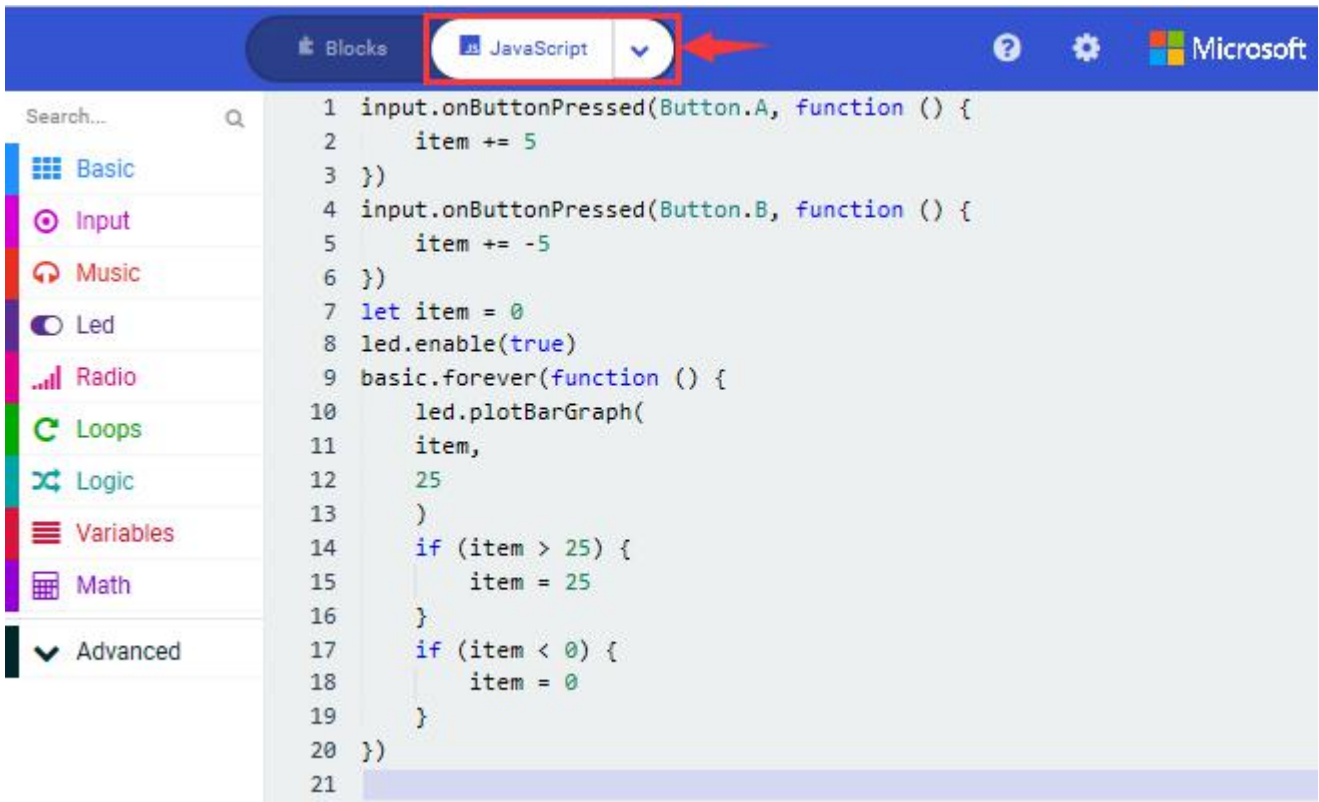 Blocks
JS JavaScript
Microsoft
Search...
Basic
Input
Music
Led
Radio
Loops
Logic
Variables
Math
Advanced
1 input.onButtonPressed(Button.A, function () {
2     item += 5
3 })
4 input.onButtonPressed(Button.B, function () {
5     item += -5
6 })
7 let item = 0
8 led.enable(true)
9 basic.forever(function () {
10     led.plotBarGraph(
11     item,
12     25
13     )
14     if (item > 25) {
15         item = 25
16     }
17     if (item < 0) {
18         item = 0
19     }
20 })
21